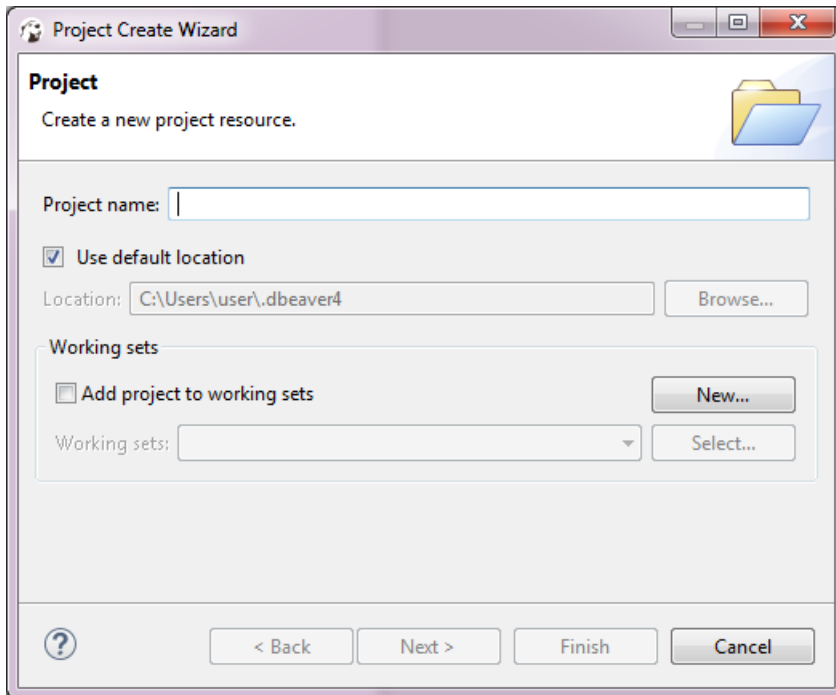 Project Create Wizard
Project
Create a new project resource.
Project name:
Use default location
Location: C:\Users\user\.dbeaver4 Browse...
Working sets
Add project to working sets New...
Working sets: Select...
? < Back Next > Finish Cancel